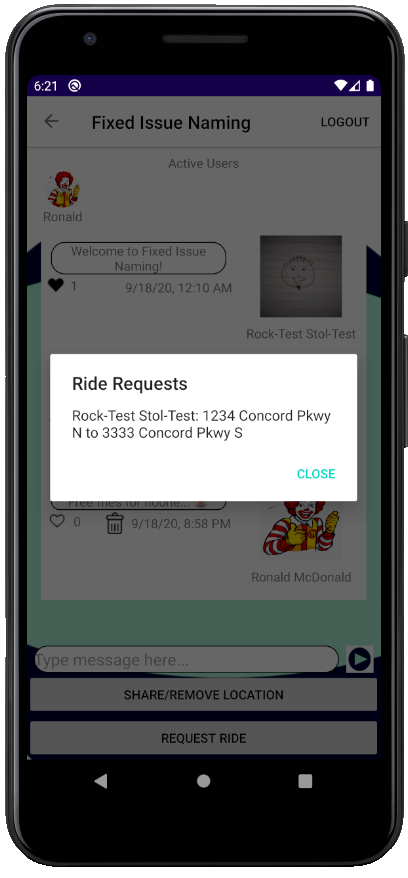 6:21
Fixed Issue Naming
LOGOUT
Active Users
Ronald
Welcome to Fixed Issue
Naming!
1
9/18/20, 12:10 AM
Rock-Test Stol-Test
Ride Requests
Rock-Test Stol-Test: 1234 Concord Pkwy
N to 3333 Concord Pkwy S
CLOSE
Free fries for noone...
0
9/18/20, 8:58 PM
Ronald McDonald
Type message here...
SHARE/REMOVE LOCATION
REQUEST RIDE